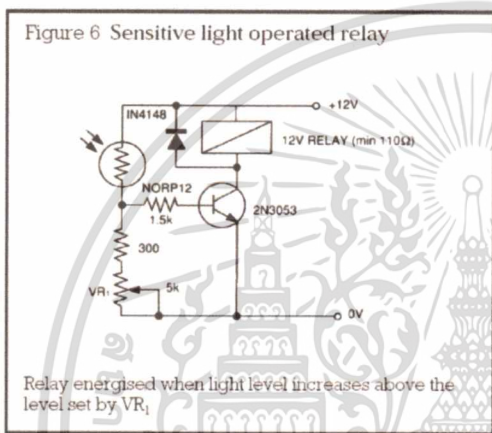 Figure 6 Sensitive light operated relay
IN4148
+12V
12V RELAY (min 110Ω)
NORP12
1.5k
2N3053
300
VR₁
5k
0V
Relay energised when light level increases above the
level set by VR₁